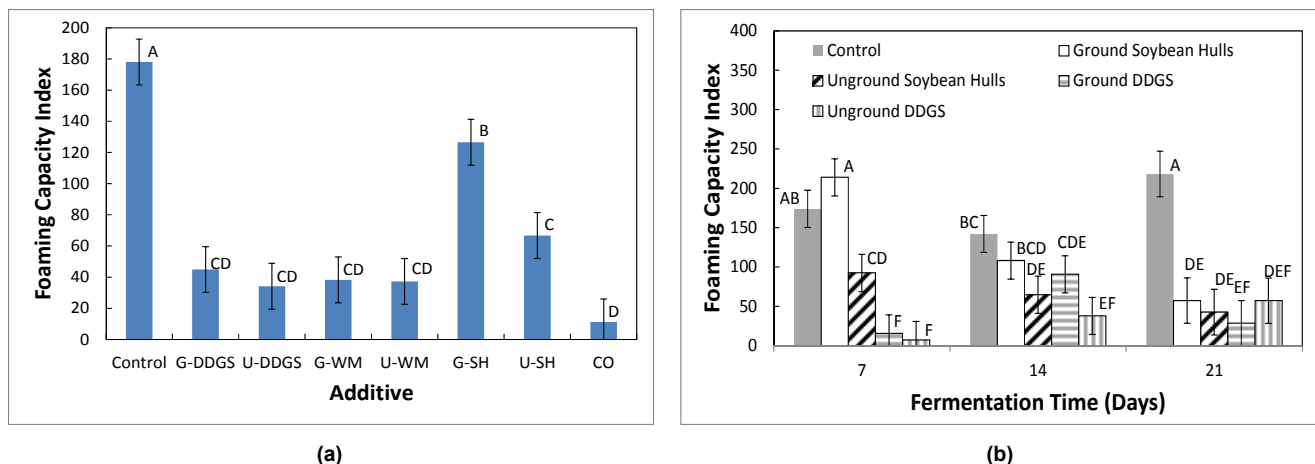 200
180
160
140
120
100
80
60
40
20
0
Foaming Capacity Index
A
CD
CD
CD
CD
B
C
D
Control G-DDGS U-DDGS G-WM U-WM G-SH U-SH CO
Additive
(a)
400
350
300
250
200
150
100
50
0
Foaming Capacity Index
Control Ground Soybean Hulls
Unground Soybean Hulls Ground DDGS
Unground DDGS
AB A CD F F
BC BCD DE CDE EF
A DE DE EF DEF
7 14 21
Fermentation Time (Days)
(b)